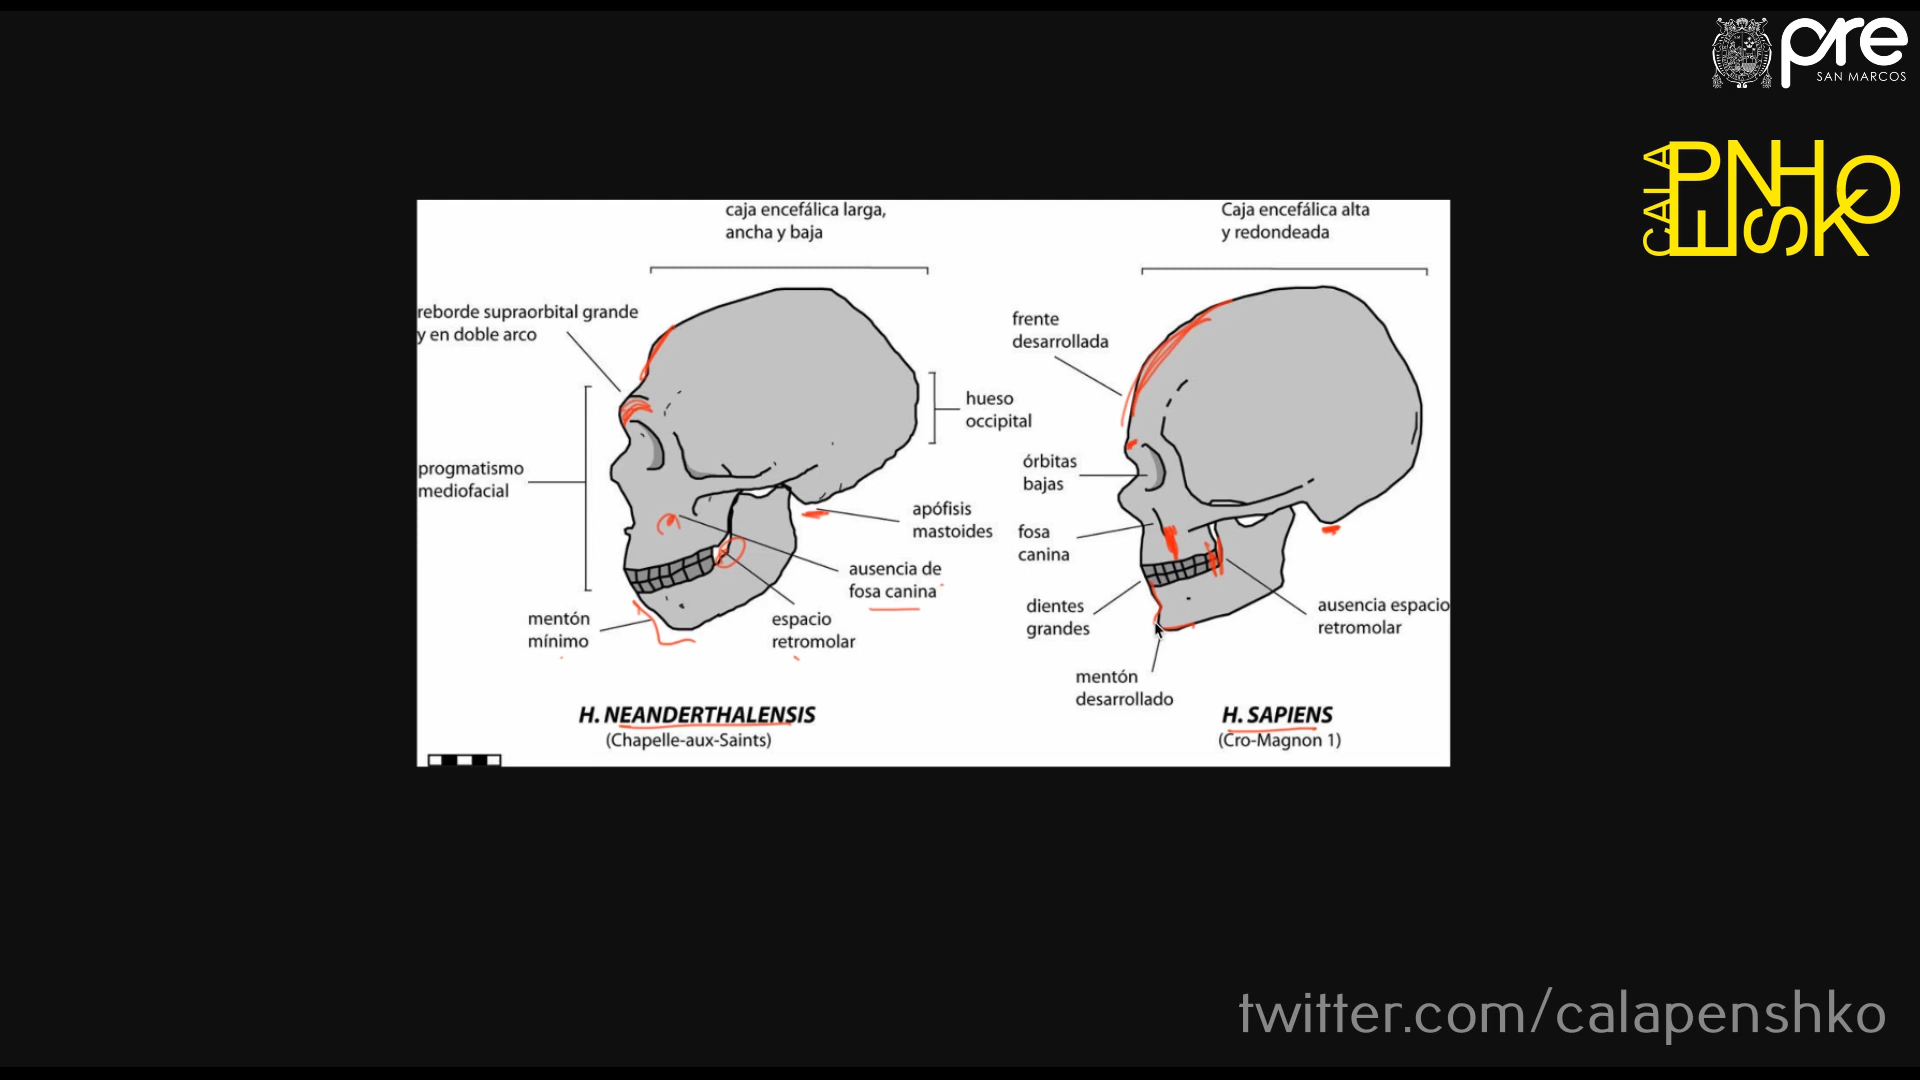 pre
SAN MARCOS
CALA
PENSHKO
caja encefálica larga,
ancha y baja
Caja encefálica alta
y redondeada
reborde supraorbital grande
y en doble arco
frente
desarrollada
hueso
occipital
progmatismo
mediofacial
órbitas
bajas
apófisis
mastoides
fosa
canina
ausencia de
fosa canina
dientes
grandes
ausencia espacio
retromolar
mentón
mínimo
espacio
retromolar
mentón
desarrollado
H. NEANDERTHALENSIS
(Chapelle-aux-Saints)
H. SAPIENS
(Cro-Magnon 1)
twitter.com/calapenshko